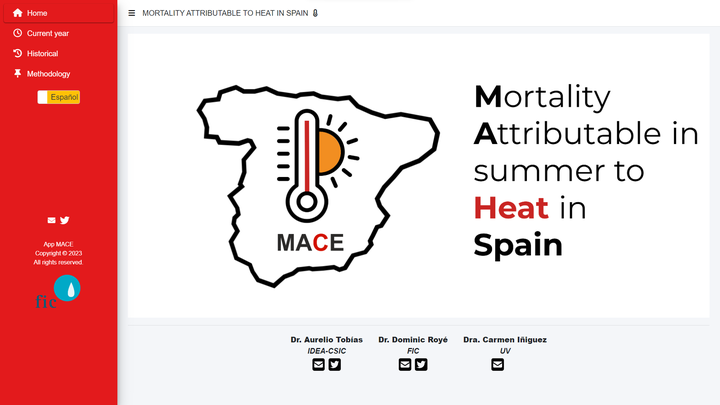 Home
Current year
Historical
Methodology
Español
App MACE
Copyright © 2023
All rights reserved.
fic
MORTALITY ATTRIBUTABLE TO HEAT IN SPAIN
MACE
Mortality
Attributable in
summer to
Heat in
Spain
Dr. Aurelio Tobías
IDEA-CSIC
Dr. Dominic Royé
FIC
Dra. Carmen Iñiguez
UV